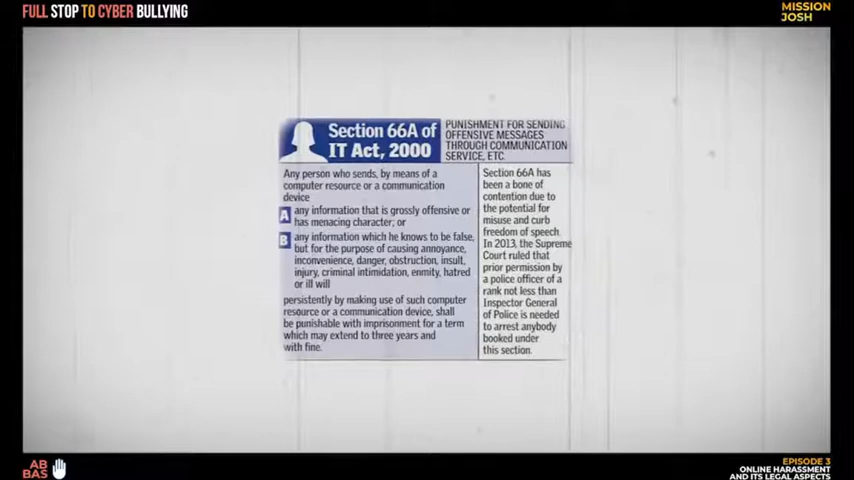 FULL STOP TO CYBER BULLYING
MISSION
JOSH
Section 66A of
IT Act, 2000
PUNISHMENT FOR SENDING
OFFENSIVE MESSAGES
THROUGH COMMUNICATION
SERVICE, ETC
Any person who sends, by means of a
computer resource or a communication
device
A any information that is grossly offensive or
has menacing character; or
B any information which he knows to be false,
but for the purpose of causing annoyance,
inconvenience, danger, obstruction, insult,
injury, criminal intimidation, enmity, hatred
or ill will
persistently by making use of such computer
resource or a communication device, shall
be punishable with imprisonment for a term
which may extend to three years and
with fine.
Section 66A has
been a bone of
contention due to
the potential for
misuse and curb
freedom of speech.
In 2013, the Supreme
Court ruled that
prior permission by
a police officer of a
rank not less than
Inspector General
of Police is needed
to arrest anybody
booked under
this section.
AB
BAS
EPISODE 3
ONLINE HARASSMENT
AND ITS LEGAL ASPECTS